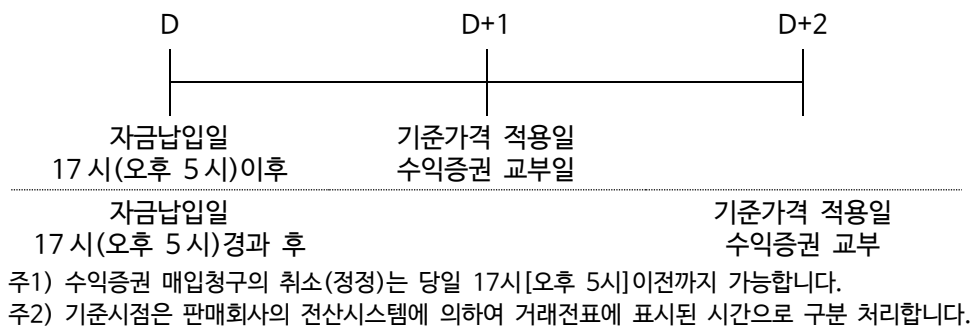 D D+1 D+2
자금납입일 기준가격 적용일
17 시(오후 5 시)이후 수익증권 교부일
자금납입일 기준가격 적용일
17 시(오후 5 시)경과 후 수익증권 교부
주1) 수익증권 매입청구의 취소(정정)는 당일 17시[오후 5시]이전까지 가능합니다.
주2) 기준시점은 판매회사의 전산시스템에 의하여 거래전표에 표시된 시간으로 구분 처리합니다.